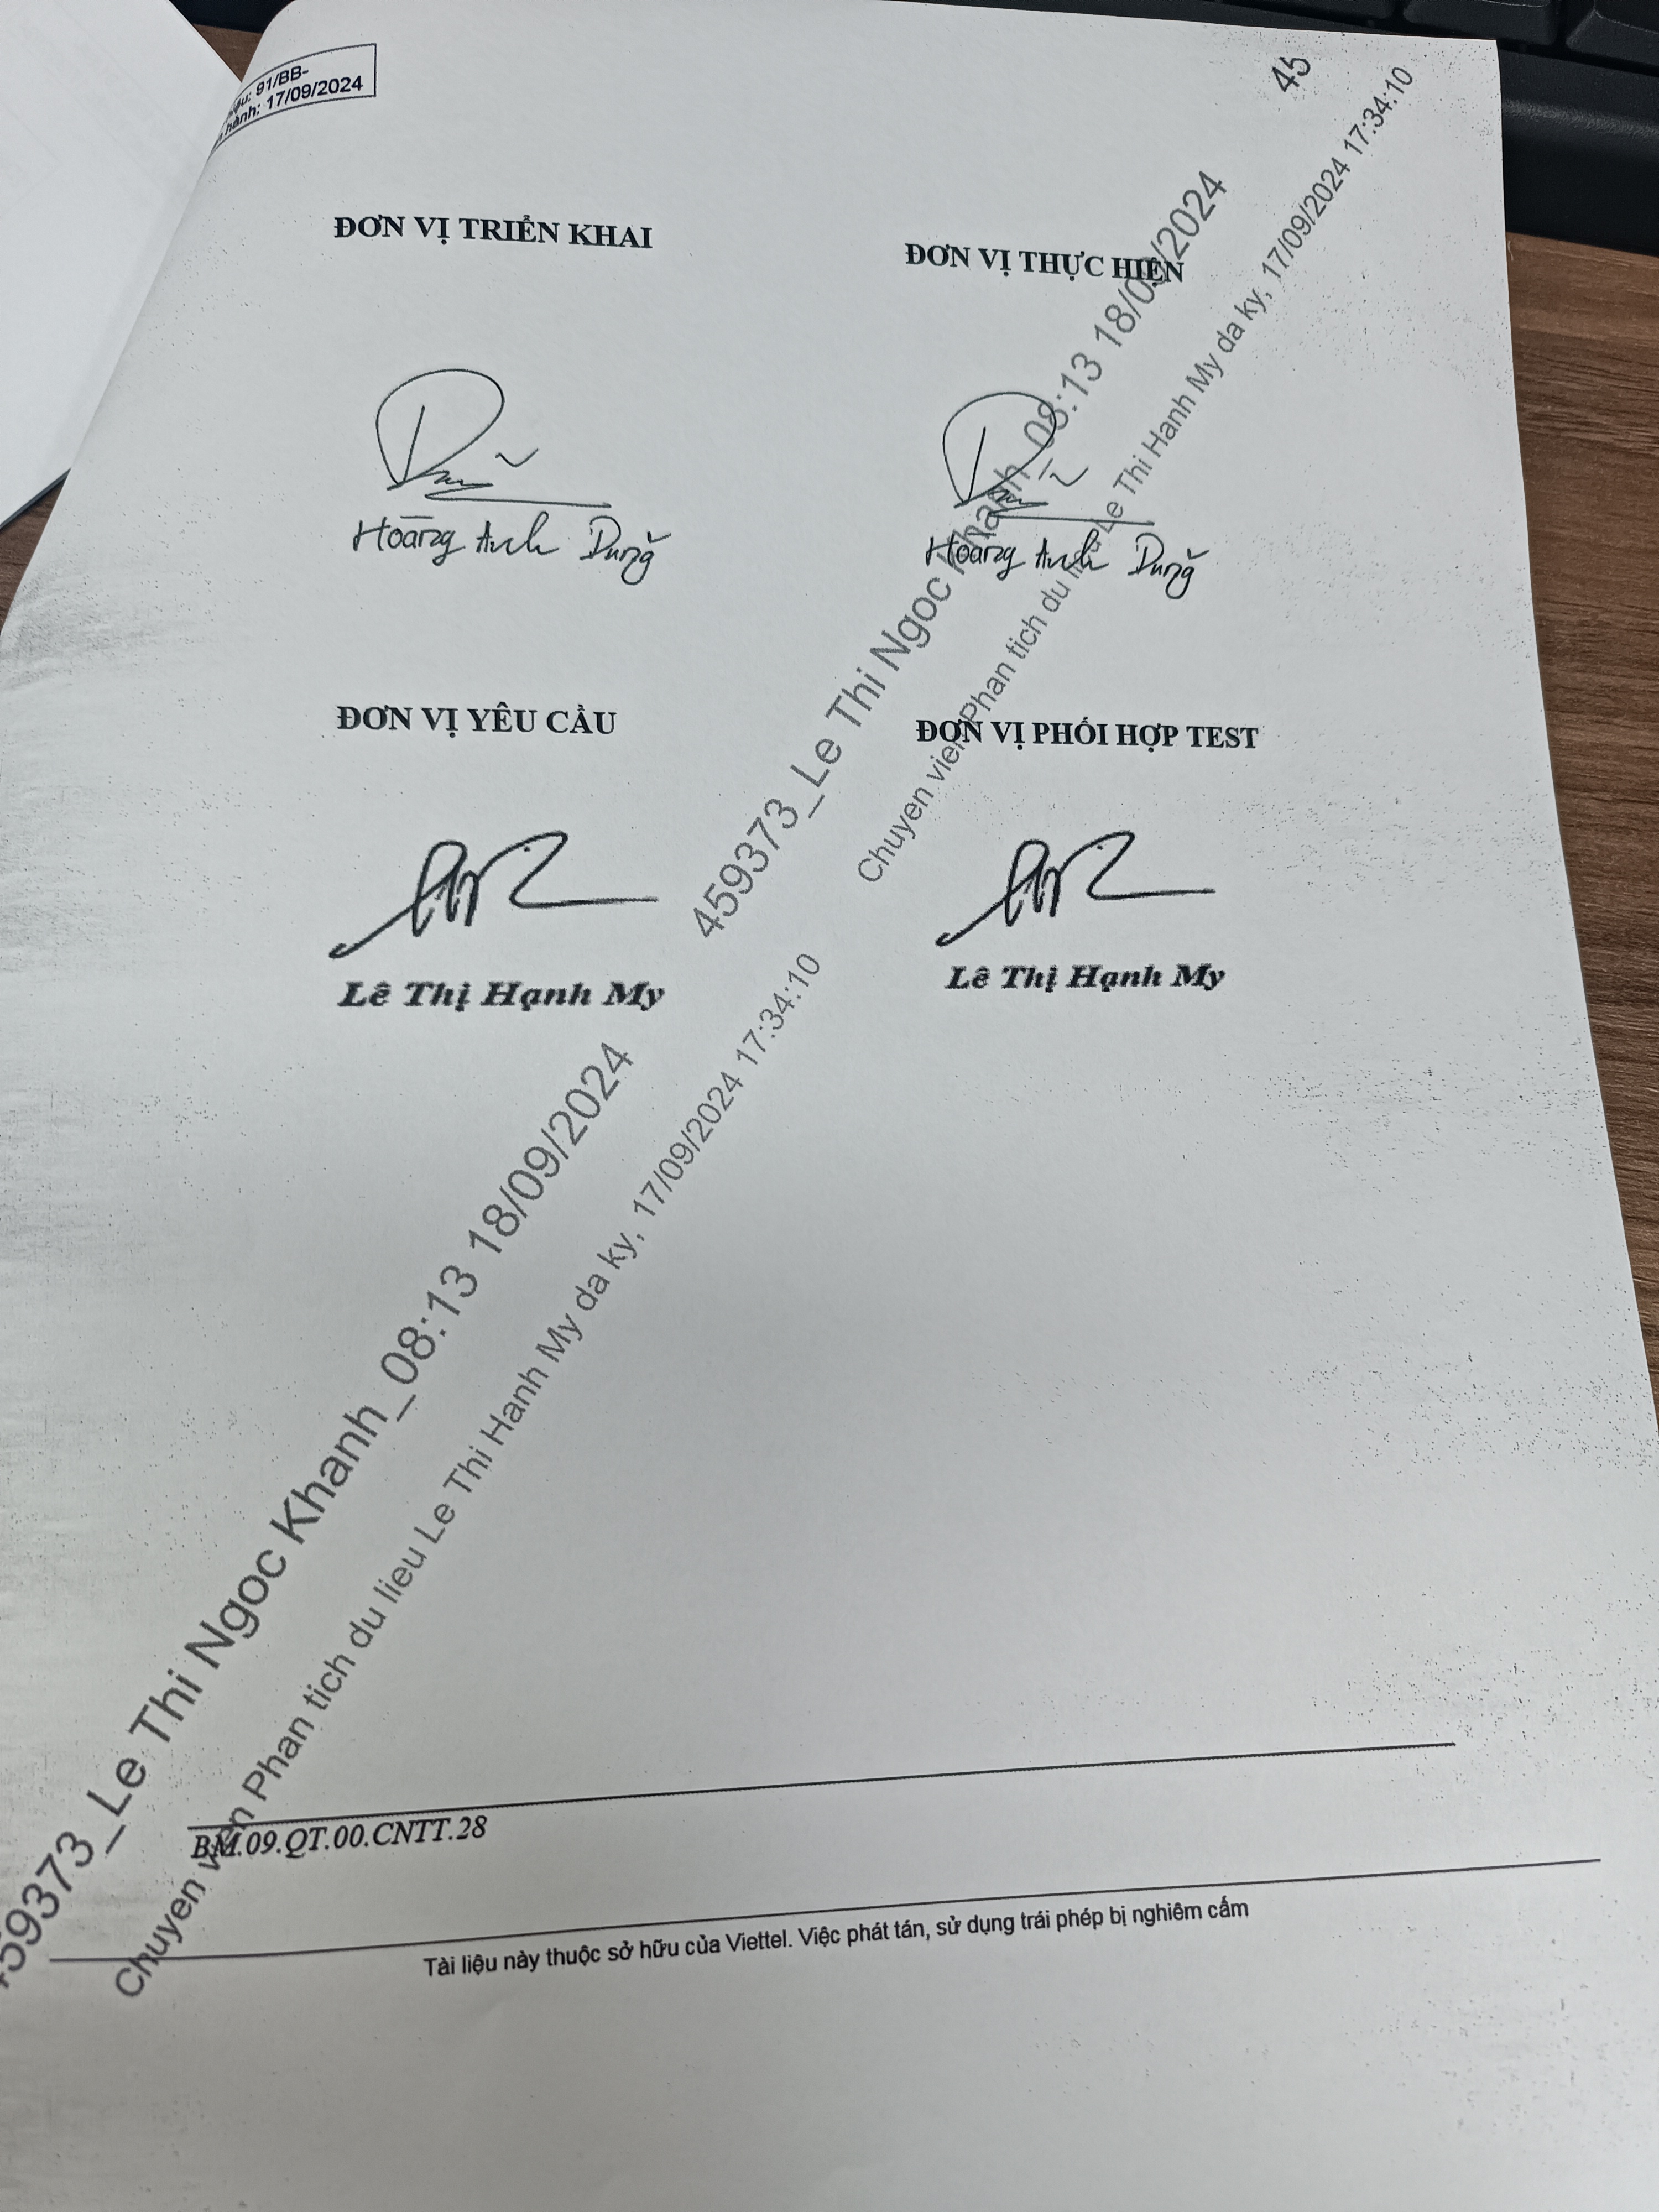 91/BB-
hành: 17/09/2024
45
ĐƠN VỊ TRIỂN KHAI
ĐƠN VỊ THỰC HIỆN
Hoàng Anh Dũng
Hoàng Anh Dũng
ĐƠN VỊ YÊU CẦU
ĐƠN VỊ PHỐI HỢP TEST
Lê Thị Hạnh My
Lê Thị Hạnh My
459373_Le Thi Ngoc Khanh_08:13 18/09/2024
Chuyen vien Phan tich du lieu Le Thi Hanh My da ky, 17/09/2024 17:34:10
459373_Le Thi Ngoc Khanh_08:13 18/09/2024
Chuyen vien Phan tich du lieu Le Thi Hanh My da ky, 17/09/2024 17:34:10
BM.09.QT.00.CNTT.28
Tài liệu này thuộc sở hữu của Viettel. Việc phát tán, sử dụng trái phép bị nghiêm cấm